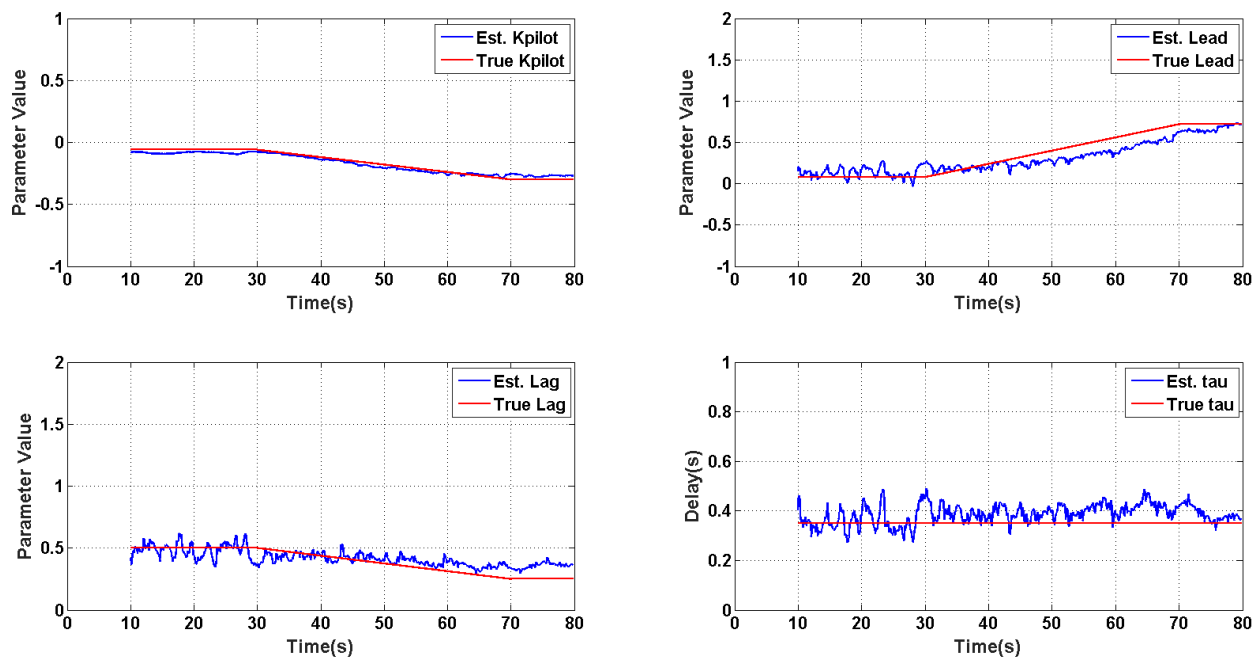 1
0.5
0
-0.5
-1
Parameter Value
Est. Kpilot
True Kpilot
0 10 20 30 40 50 60 70 80
Time(s)
2
1.5
1
0.5
0
-0.5
-1
Parameter Value
Est. Lead
True Lead
0 10 20 30 40 50 60 70 80
Time(s)
2
1.5
1
0.5
0
Parameter Value
Est. Lag
True Lag
0 10 20 30 40 50 60 70 80
Time(s)
1
0.8
0.6
0.4
0.2
0
Delay(s)
Est. tau
True tau
0 10 20 30 40 50 60 70 80
Time(s)